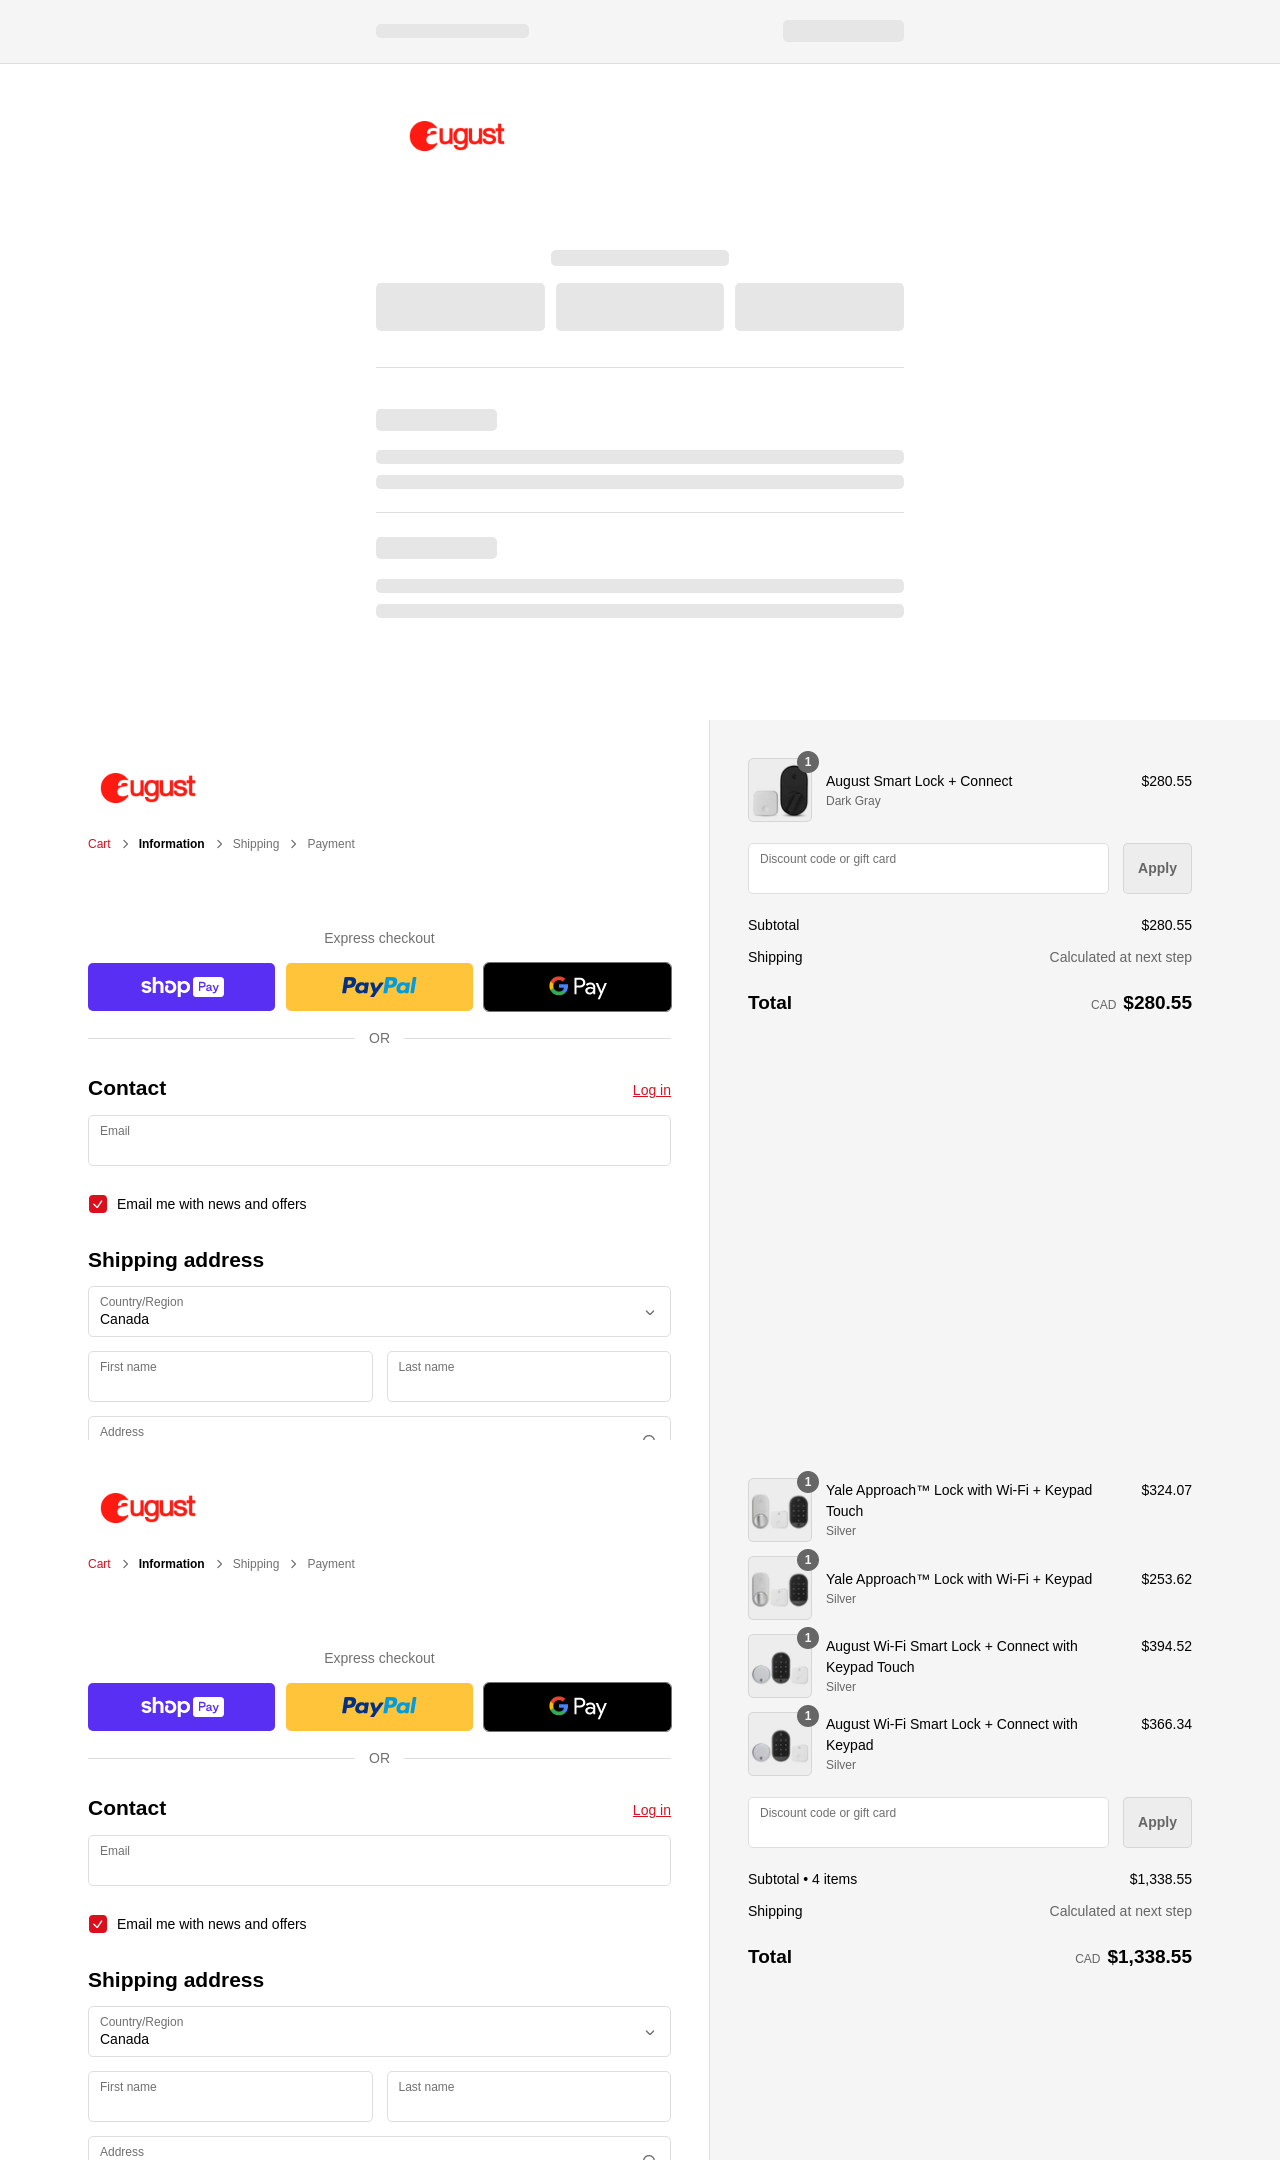 august
august
Cart
Information
Shipping
Payment
Express checkout
shop Pay
PayPal
G Pay
OR
Contact
Log in
Email
Email me with news and offers
Shipping address
Country/Region
Canada
First name
Last name
Address
1
August Smart Lock + Connect
$280.55
Dark Gray
Discount code or gift card
Apply
Subtotal
$280.55
Shipping
Calculated at next step
Total
CAD $280.55
august
Cart
Information
Shipping
Payment
Express checkout
shop Pay
PayPal
G Pay
OR
Contact
Log in
Email
Email me with news and offers
Shipping address
Country/Region
Canada
First name
Last name
Address
1
Yale Approach™ Lock with Wi-Fi + Keypad
Touch
$324.07
Silver
1
Yale Approach™ Lock with Wi-Fi + Keypad
$253.62
Silver
1
August Wi-Fi Smart Lock + Connect with
Keypad Touch
$394.52
Silver
1
August Wi-Fi Smart Lock + Connect with
Keypad
$366.34
Silver
Discount code or gift card
Apply
Subtotal • 4 items
$1,338.55
Shipping
Calculated at next step
Total
CAD $1,338.55